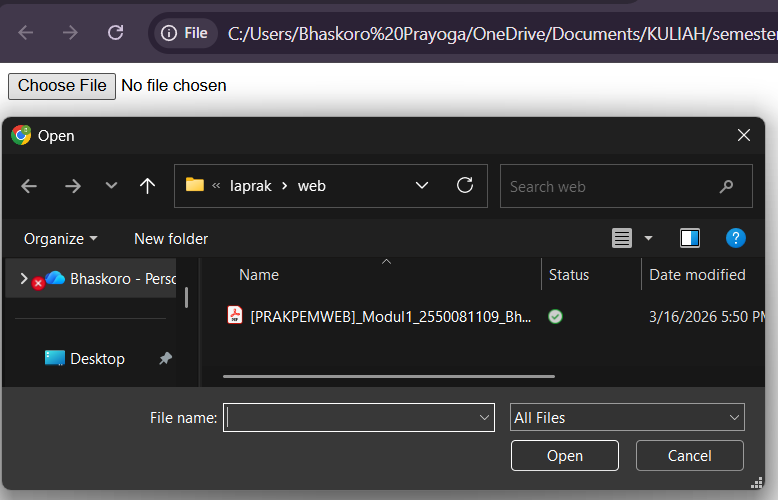 File C:/Users/Bhaskoro%20Prayoga/OneDrive/Documents/KULIAH/semester
Choose File No file chosen
Open
« laprak > web Search web
Organize New folder
Bhaskoro - Perso
Name Status Date modified
[PRAKPEMWEB]_Modul1_2550081109_Bh... 3/16/2026 5:50 PM
Desktop
File name: All Files
Open Cancel